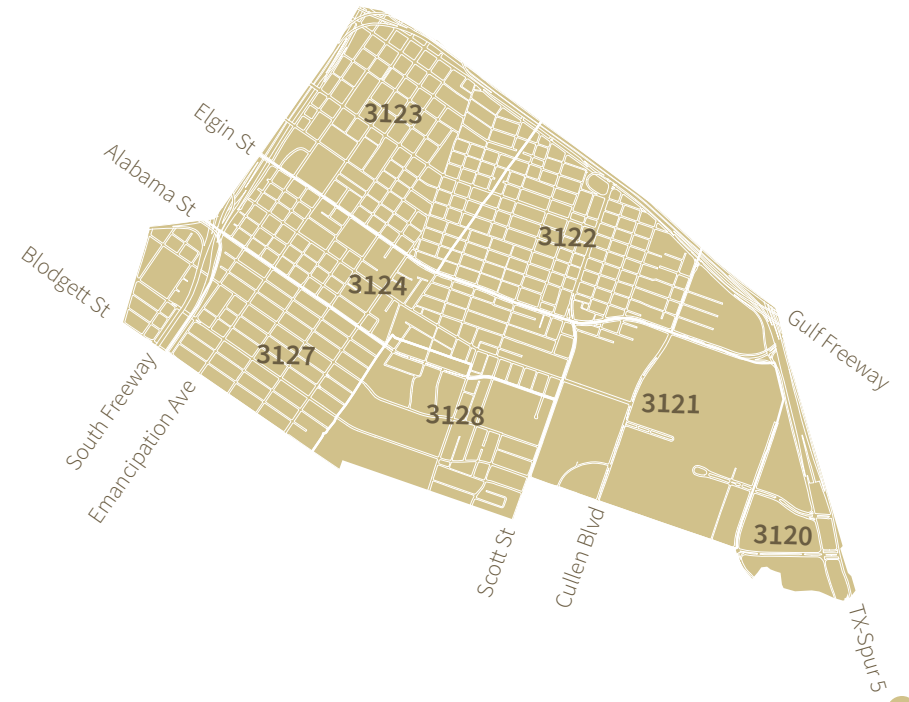 3123
Elgin St
Alabama St
3122
Blodgett St
3124
Gulf Freeway
3127
3121
3128
South Freeway
Emancipation Ave
3120
Scott St
Cullen Blvd
TX-Spur 5